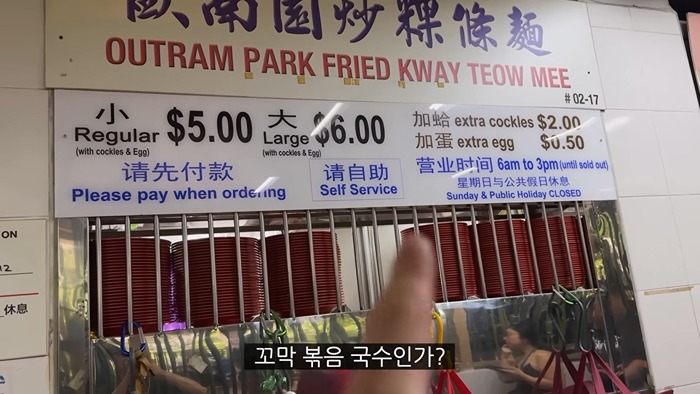 歐南園炒粿條麵
OUTRAM PARK FRIED KWAY TEOW MEE
# 02-17
小 Regular $5.00 大 Large $6.00
(with cockles & Egg) (with cockles & Egg)
加蛤 extra cockles $2.00
加蛋 extra egg $0.50
请先付款
Please pay when ordering
请自助
Self Service
营业时间 6am to 3pm (until sold out)
星期日与公共假日休息
Sunday & Public Holiday CLOSED
ON
休息
꼬막 볶음 국수인가?